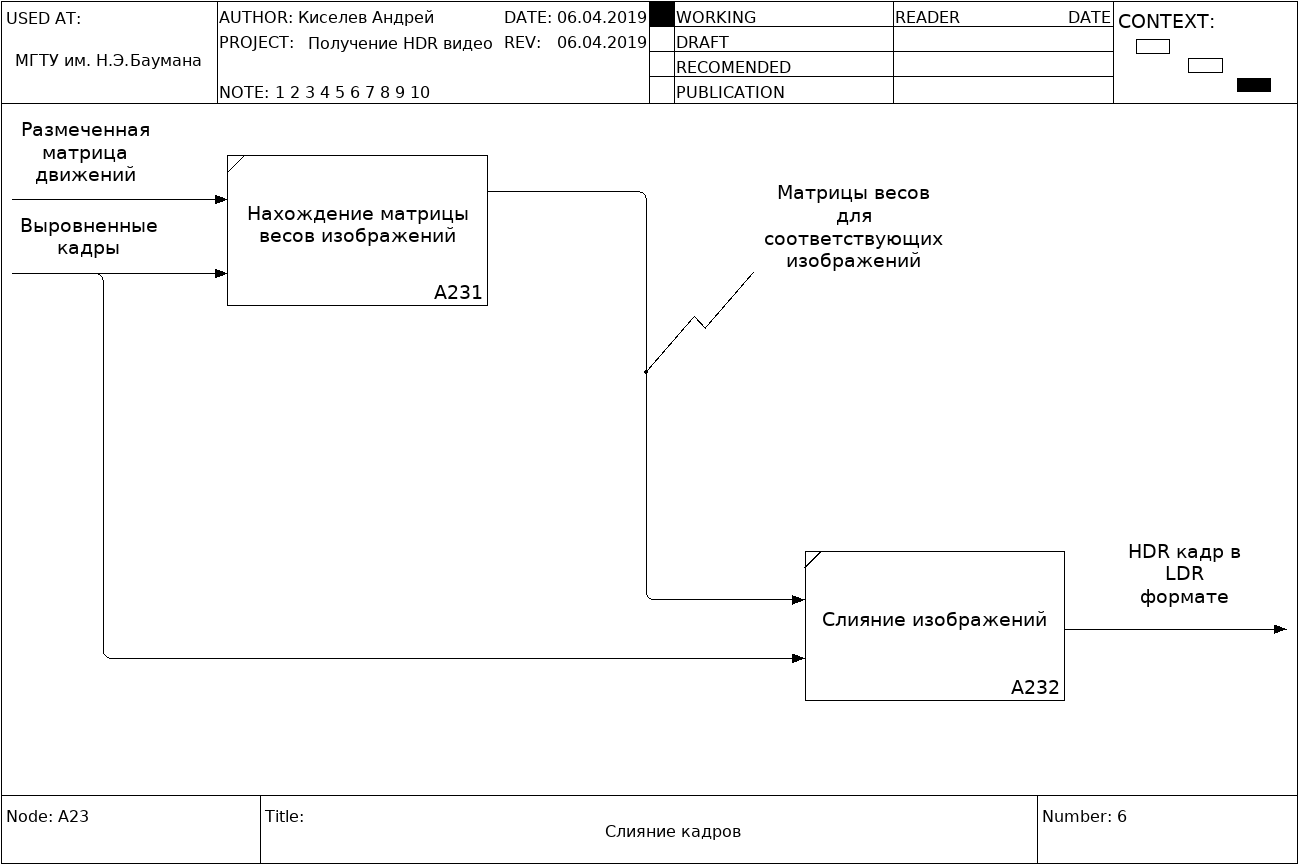 USED AT:
МГТУ им. Н.Э.Баумана
AUTHOR: Киселев Андрей
DATE: 06.04.2019
PROJECT: Получение HDR видео
REV: 06.04.2019
NOTE: 1 2 3 4 5 6 7 8 9 10
WORKING
DRAFT
RECOMENDED
PUBLICATION
READER
DATE
CONTEXT:
Размеченная
матрица
движений
Выровненные
кадры
Нахождение матрицы
весов изображений
A231
Матрицы весов
для
соответствующих
изображений
Слияние изображений
A232
HDR кадр в
LDR
формате
Node: A23
Title:
Слияние кадров
Number: 6